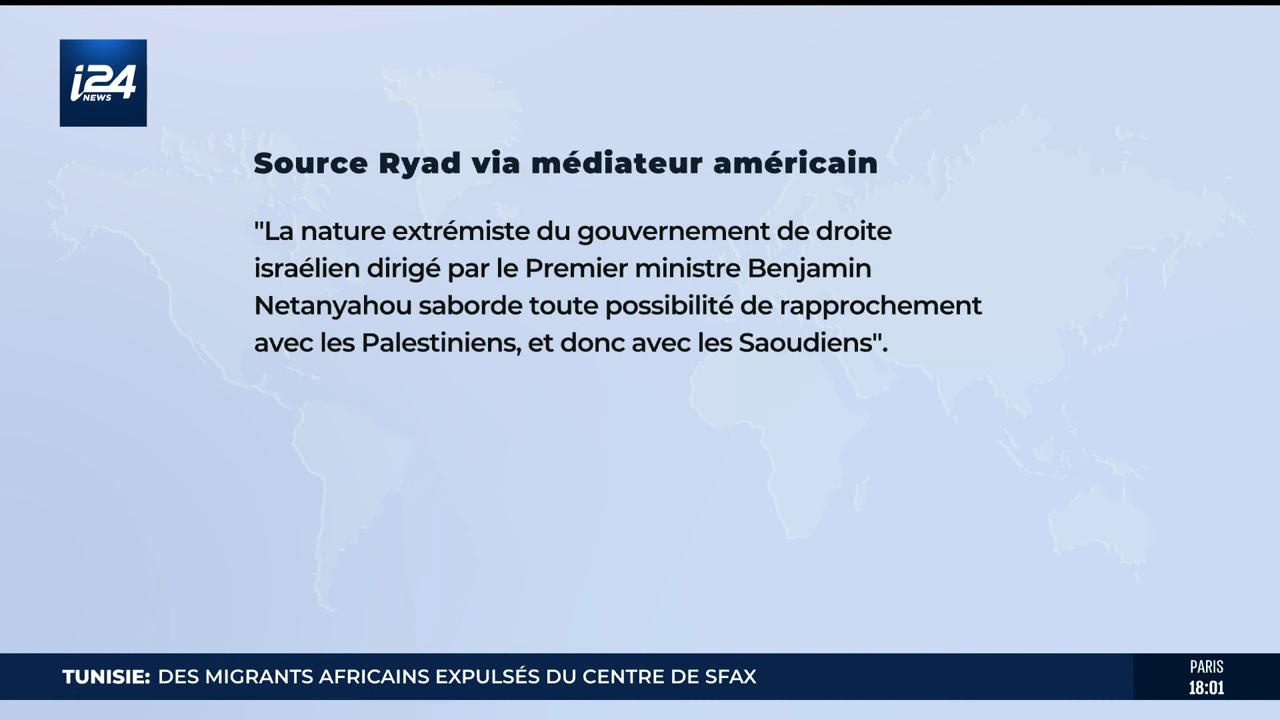 i24
NEWS
Source Ryad via médiateur américain
"La nature extrémiste du gouvernement de droite
israélien dirigé par le Premier ministre Benjamin
Netanyahou saborde toute possibilité de rapprochement
avec les Palestiniens, et donc avec les Saoudiens".
TUNISIE: DES MIGRANTS AFRICAINS EXPULSÉS DU CENTRE DE SFAX
PARIS
18:01